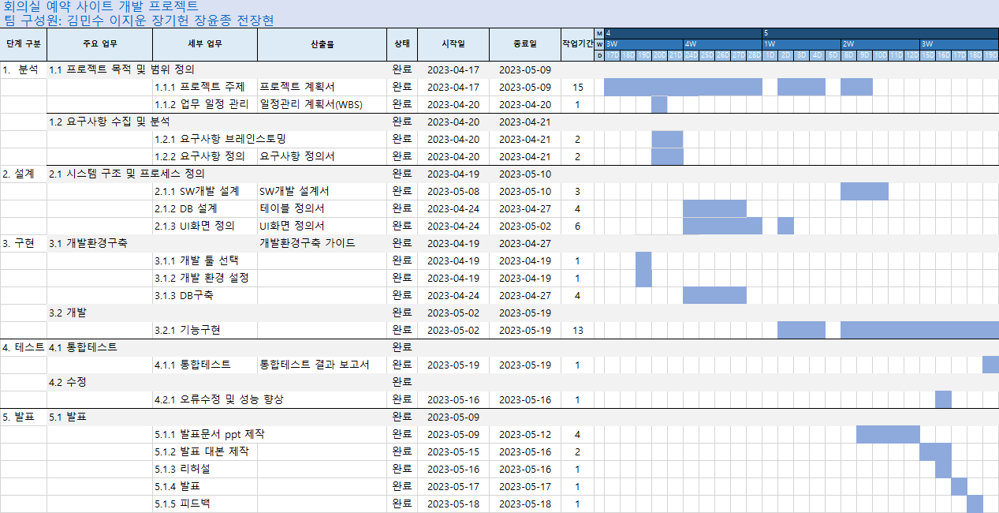 회의실 예약 사이트 개발 프로젝트
팀 구성원: 김민수 이지운 장기헌 장윤종 전장현
단계 구분 주요 업무 세부 업무 산출물 상태 시작일 종료일 작업기간 M 4 5
W 3W 4W 1W 2W 3W
D 17D 18D 19D 20D 21D 24D 25D 26D 27D 28D 1D 2D 3D 4D 5D 8D 9D 10D 11D 12D 15D 16D 17D 18D 19D
1. 분석 1.1 프로젝트 목적 및 범위 정의 완료 2023-04-17 2023-05-09
1.1.1 프로젝트 주제 프로젝트 계획서 완료 2023-04-17 2023-05-09 15
1.1.2 업무 일정 관리 일정관리 계획서(WBS) 완료 2023-04-20 2023-04-20 1
1.2 요구사항 수집 및 분석 완료 2023-04-20 2023-04-21
1.2.1 요구사항 브레인스토밍 완료 2023-04-20 2023-04-21 2
1.2.2 요구사항 정의 요구사항 정의서 완료 2023-04-20 2023-04-21 2
2. 설계 2.1 시스템 구조 및 프로세스 정의 완료 2023-04-19 2023-05-10
2.1.1 SW개발 설계 SW개발 설계서 완료 2023-05-08 2023-05-10 3
2.1.2 DB 설계 테이블 정의서 완료 2023-04-24 2023-04-27 4
2.1.3 UI화면 정의 UI화면 정의서 완료 2023-04-24 2023-05-02 6
3. 구현 3.1 개발환경구축 개발환경구축 가이드 완료 2023-04-19 2023-04-27
3.1.1 개발 툴 선택 완료 2023-04-19 2023-04-19 1
3.1.2 개발 환경 설정 완료 2023-04-19 2023-04-19 1
3.1.3 DB구축 완료 2023-04-24 2023-04-27 4
3.2 개발 완료 2023-05-02 2023-05-19
3.2.1 기능구현 완료 2023-05-02 2023-05-19 13
4. 테스트 4.1 통합테스트 완료
4.1.1 통합테스트 통합테스트 결과 보고서 완료 2023-05-19 2023-05-19 1
4.2 수정 완료
4.2.1 오류수정 및 성능 향상 완료 2023-05-16 2023-05-16 1
5. 발표 5.1 발표 완료 2023-05-09
5.1.1 발표문서 ppt 제작 완료 2023-05-09 2023-05-12 4
5.1.2 발표 대본 제작 완료 2023-05-15 2023-05-16 2
5.1.3 리허설 완료 2023-05-16 2023-05-16 1
5.1.4 발표 완료 2023-05-17 2023-05-17 1
5.1.5 피드백 완료 2023-05-18 2023-05-18 1